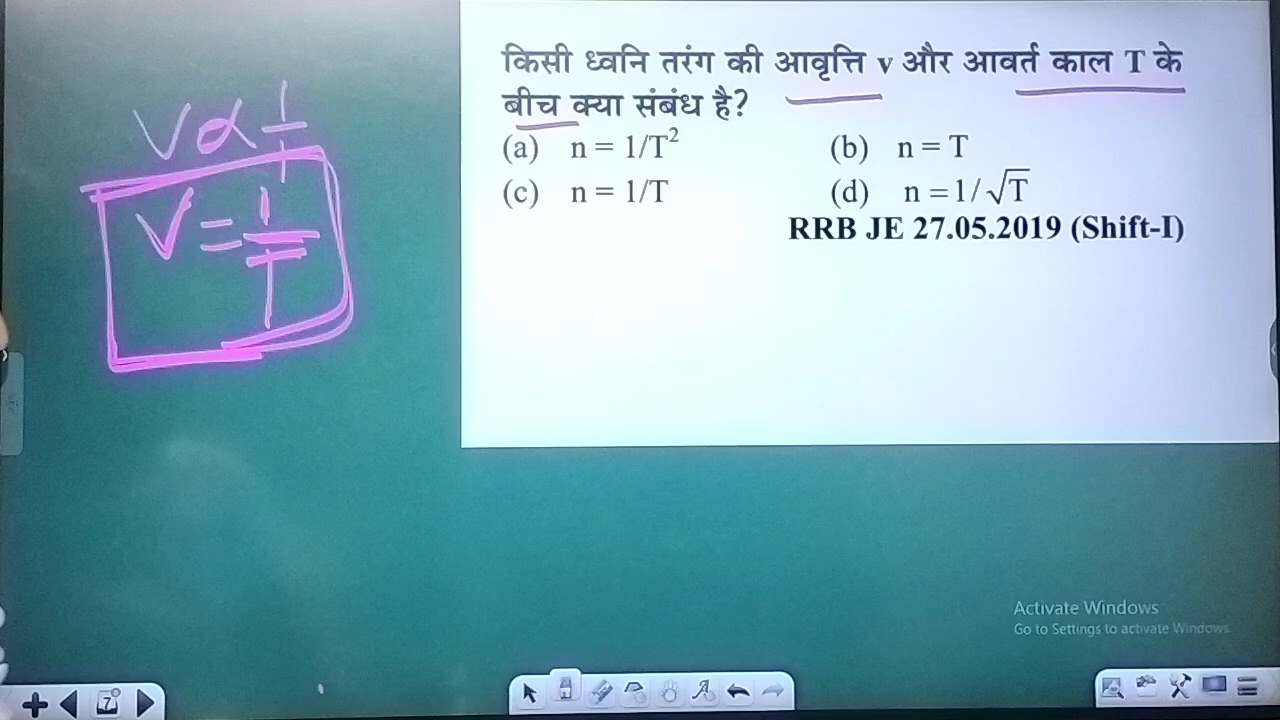 V α 1/T
V = 1/T
किसी ध्वनि तरंग की आवृत्ति v और आवर्त काल T के
बीच क्या संबंध है?
(a) n = 1/T² (b) n = T
(c) n = 1/T (d) n = 1/√T
RRB JE 27.05.2019 (Shift-I)
Activate Windows
Go to Settings to activate Windows.
7